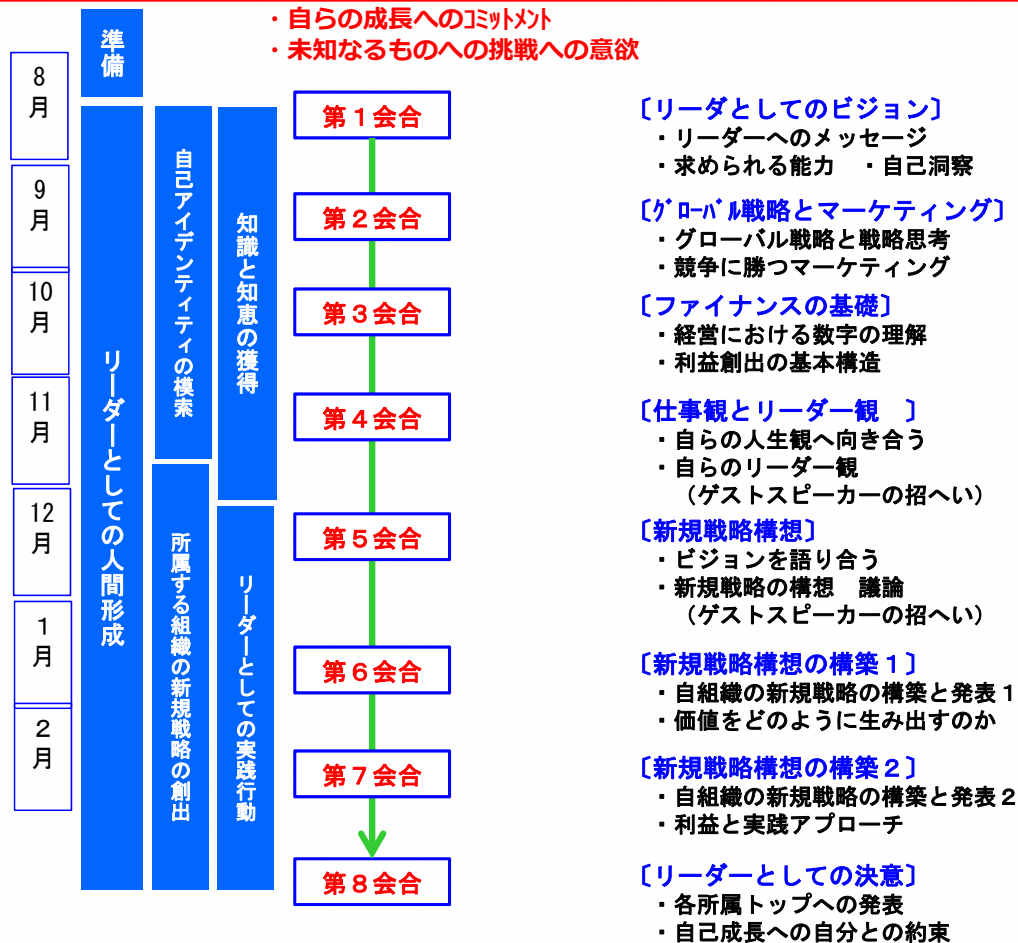 ・自らの成長へのｺﾐｯﾄﾒﾝﾄ
・未知なるものへの挑戦への意欲
8
月
9
月
10
月
11
月
12
月
1
月
2
月
準備
リーダーとしての人間形成
自己アイデンティティの模索
所属する組織の新規戦略の創出
知識と知恵の獲得
リーダーとしての実践行動
第１会合
〔リーダとしてのビジョン〕
・リーダーへのメッセージ
・求められる能力　・自己洞察
第２会合
〔ｸﾞﾛｰﾊﾞﾙ戦略とマーケティング〕
・グローバル戦略と戦略思考
・競争に勝つマーケティング
第３会合
〔ファイナンスの基礎〕
・経営における数字の理解
・利益創出の基本構造
第４会合
〔仕事観とリーダー観　〕
・自らの人生観へ向き合う
・自らのリーダー観
（ゲストスピーカーの招へい）
第５会合
〔新規戦略構想〕
・ビジョンを語り合う
・新規戦略の構想　議論
（ゲストスピーカーの招へい）
第６会合
〔新規戦略構想の構築１〕
・自組織の新規戦略の構築と発表１
・価値をどのように生み出すのか
第７会合
〔新規戦略構想の構築２〕
・自組織の新規戦略の構築と発表２
・利益と実践アプローチ
第８会合
〔リーダーとしての決意〕
・各所属トップへの発表
・自己成長への自分との約束